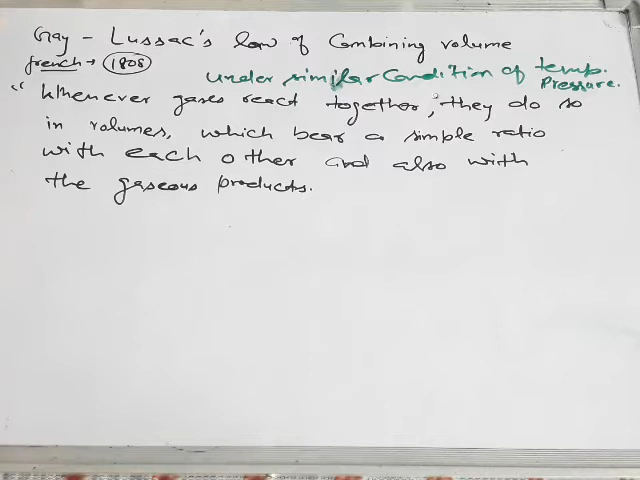 Gay - Lussac's law of Combining volume
french → 1808
under similar Condition of temp.
Pressure.
" Whenever gases react together, they do so
in volumes, which bear a simple ratio
with each other and also with
the gaseous products.